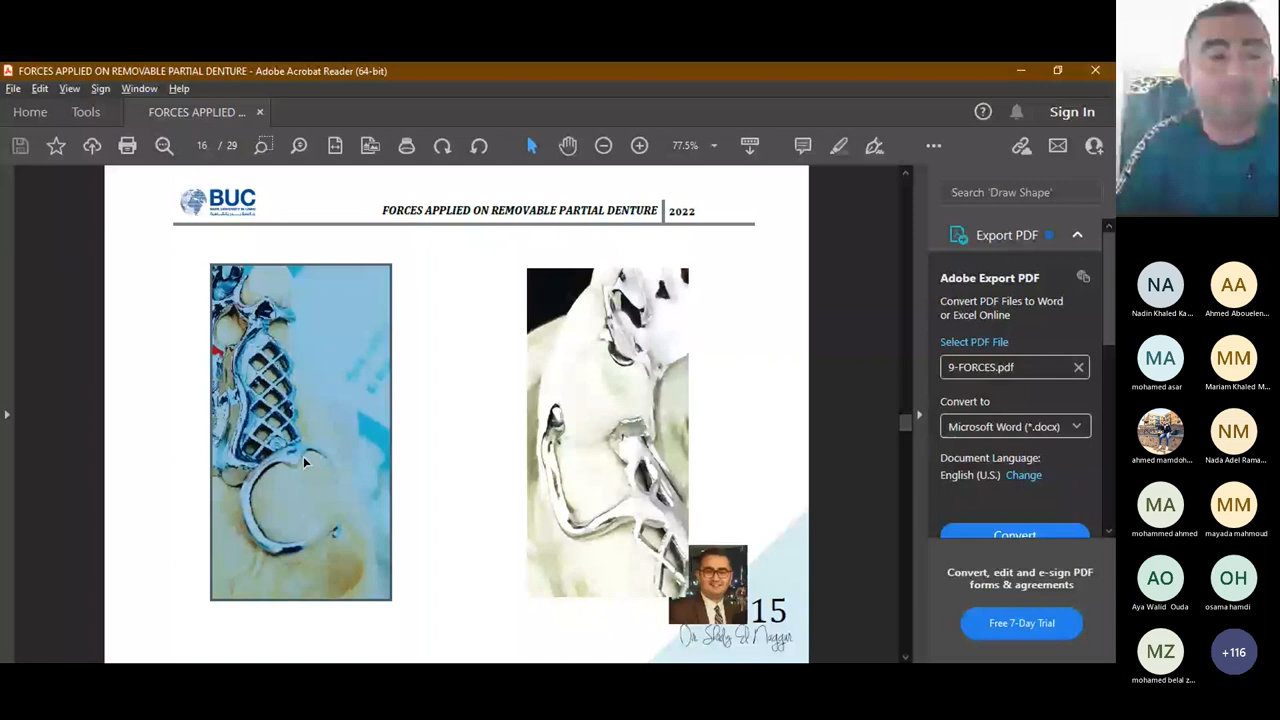 FORCES APPLIED ON REMOVABLE PARTIAL DENTURE - Adobe Acrobat Reader (64-bit)
File Edit View Sign Window Help
Home Tools FORCES APPLIED ... Sign In
16 / 29 77.5%
BUC
FORCES APPLIED ON REMOVABLE PARTIAL DENTURE 2022
15
Search 'Draw Shape'
Export PDF
Adobe Export PDF
Convert PDF Files to Word
or Excel Online
Select PDF File
9-FORCES.pdf
Convert to
Microsoft Word (*.docx)
Document Language:
English (U.S.) Change
Convert
Convert, edit and e-sign PDF
forms & agreements
Free 7-Day Trial
NA AA
Nadin Khaled Ka... Ahmed Abouelen...
MA MM
mohamed asar Mariam Khaled M...
NM
ahmed mamdoh... Nada Adel Rama...
MA MM
mohammed ahmed mayada mahmoud
AO OH
Aya Walid Ouda osama hamdi
MZ +116
mohamed belal z...